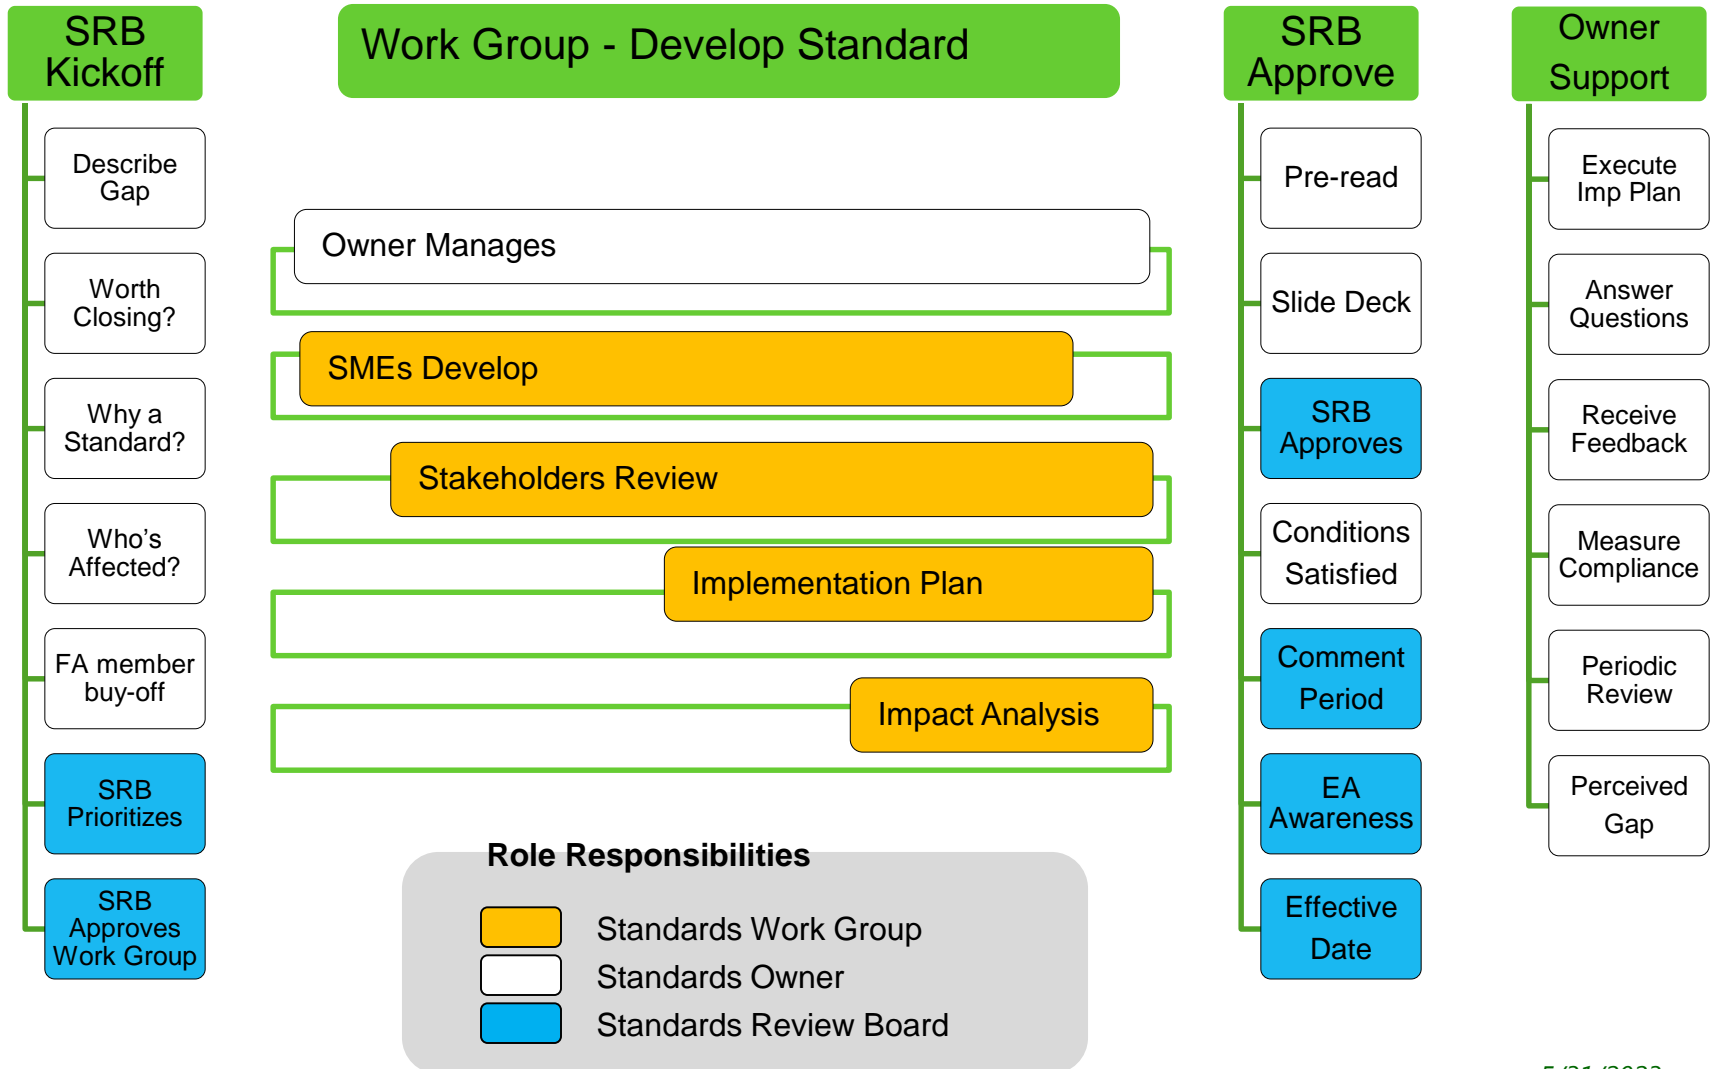 SRB
Kickoff
Describe
Gap
Worth
Closing?
Why a
Standard?
Who's
Affected?
FA member
buy-off
SRB
Prioritizes
SRB
Approves
Work Group
Work Group - Develop Standard
Owner Manages
SMEs Develop
Stakeholders Review
Implementation Plan
Impact Analysis
Role Responsibilities
Standards Work Group
Standards Owner
Standards Review Board
SRB
Approve
Pre-read
Slide Deck
SRB
Approves
Conditions
Satisfied
Comment
Period
EA
Awareness
Effective
Date
Owner
Support
Execute
Imp Plan
Answer
Questions
Receive
Feedback
Measure
Compliance
Periodic
Review
Perceived
Gap